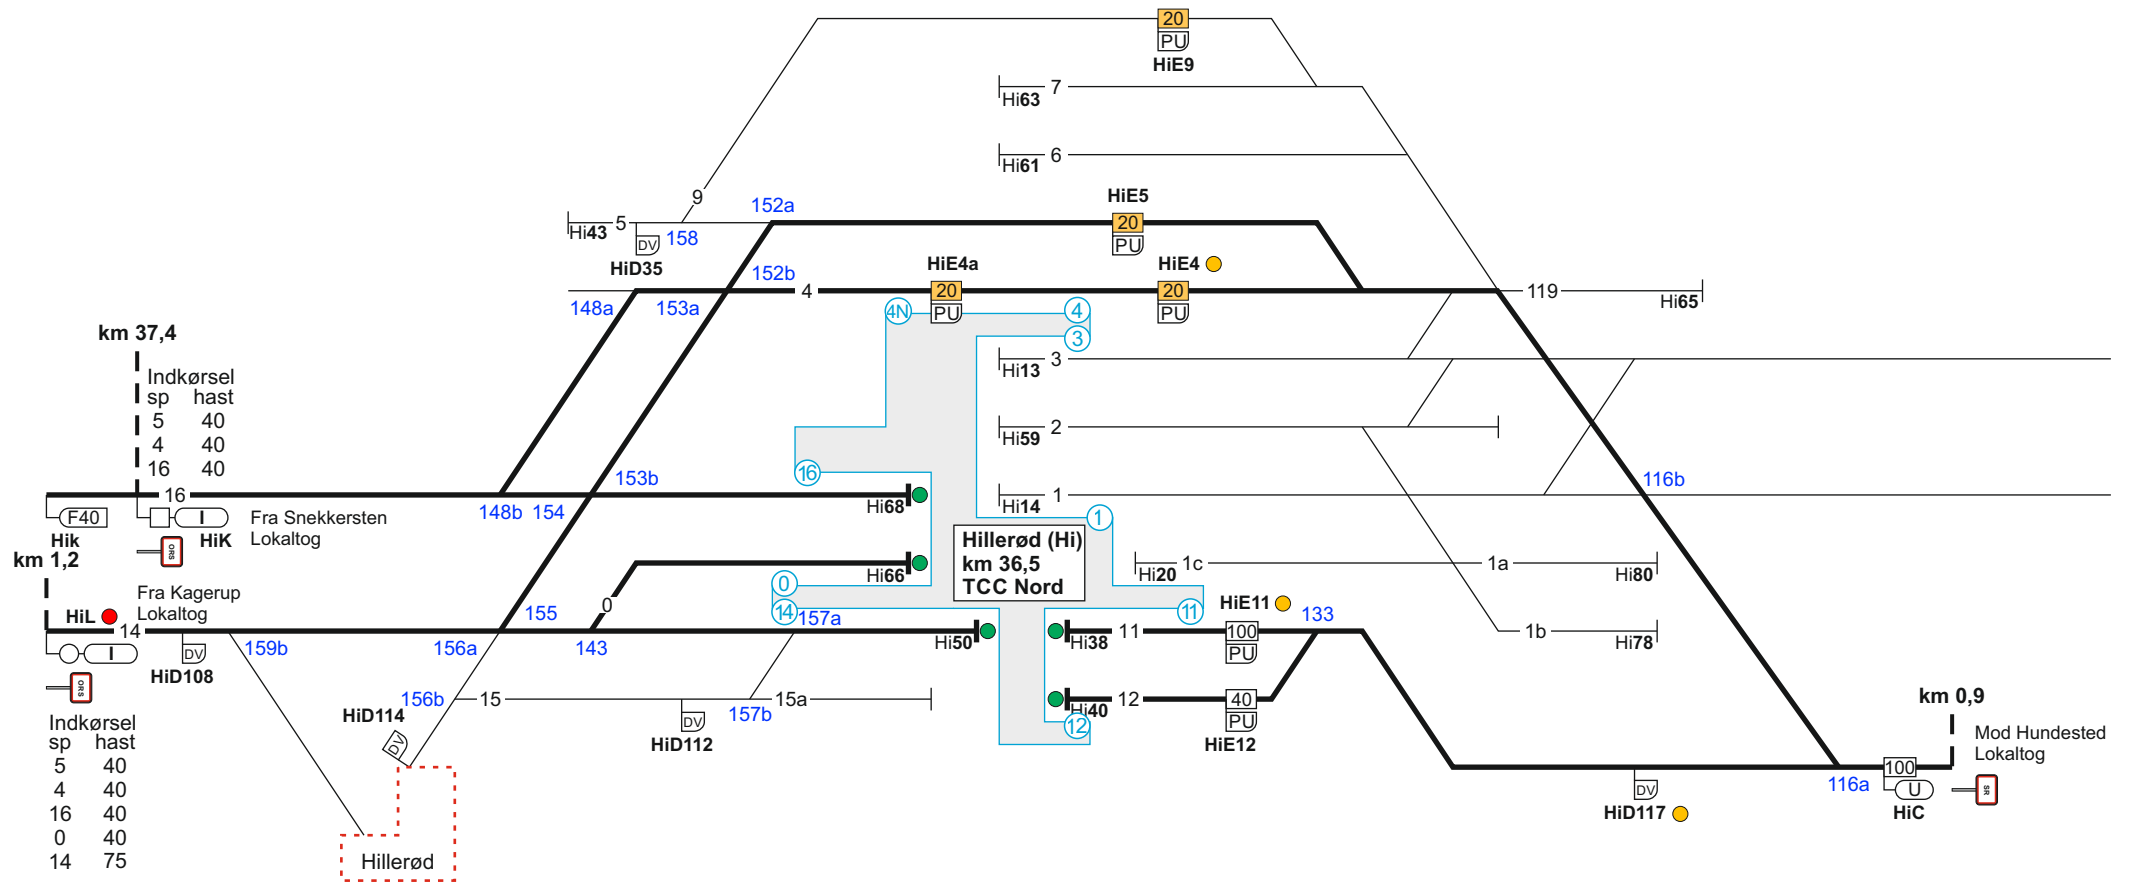 20
PU
HiE9
7
Hi63
6
Hi61
9
152a
HiE5
20
PU
5
Hi43
DV
158
HiD35
152b
HiE4a
HiE4
20
PU
20
PU
4
119
Hi65
148a
153a
4N
4
3
km 37,4
Indkørsel
sp hast
5 40
4 40
16 40
3
Hi13
2
Hi59
16
153b
116b
16
Hi68
1
Hi14
F40
Hik
I
HiK
148b
154
Fra Snekkersten
Lokaltog
ORS
1
km 1,2
Hillerød (Hi)
km 36,5
TCC Nord
Hi66
1c
Hi20
1a
Hi80
Fra Kagerup
Lokaltog
HiL
14
0
155
0
14
157a
11
HiE11
133
I
DV
HiD108
159b
156a
143
Hi50
Hi38
11
100
PU
1b
Hi78
ORS
156b
15
DV
HiD112
157b
15a
Hi40
12
40
PU
HiE12
12
HiD114
DV
km 0,9
Mod Hundested
Lokaltog
Indkørsel
sp hast
5 40
4 40
16 40
0 40
14 75
Hillerød
DV
HiD117
116a
100
U
HiC
SR